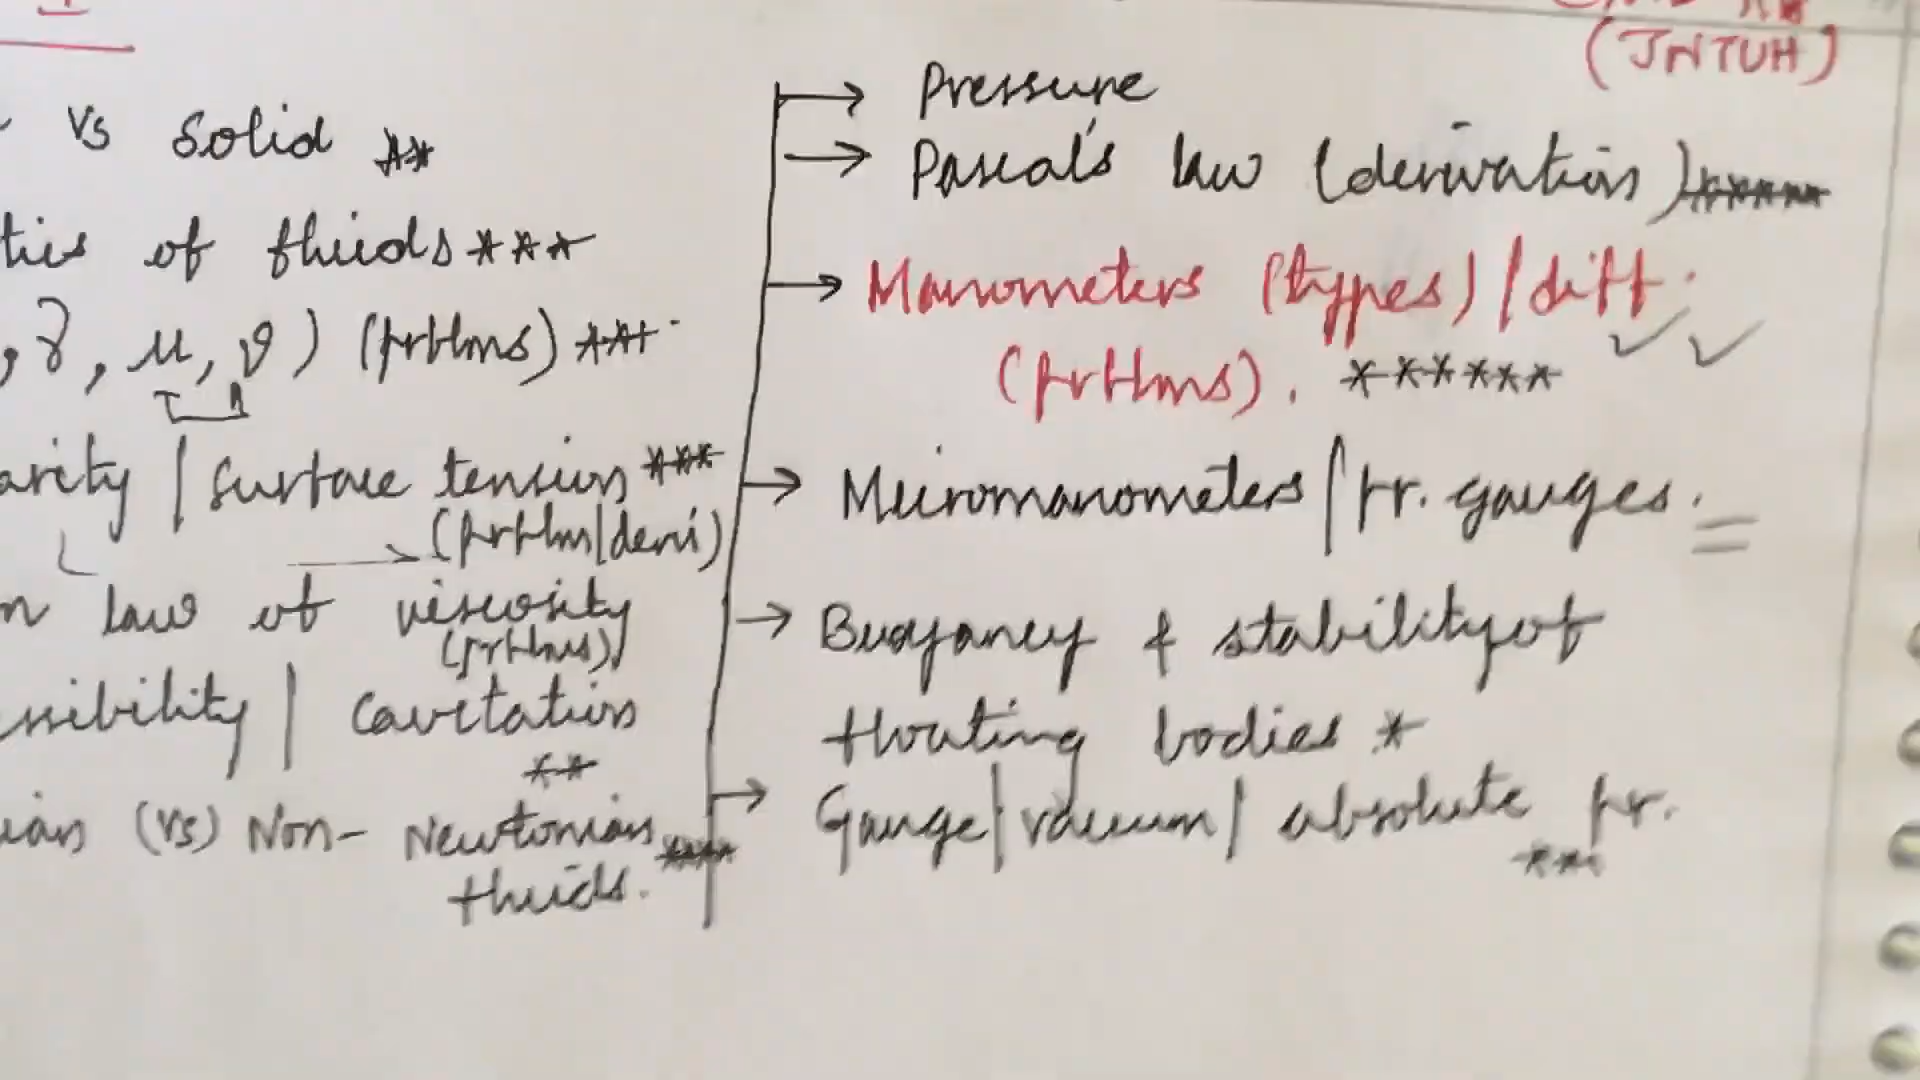 (JNTUH)
vs solid **
ties of fluids ***
, γ, μ, ϑ) (prblms) ***
arity / Surface tension ***
(prblm/deri)
n law of viscosity
(prblms)
ssibility / Cavitation
**
ian (vs) Non- Newtonian ****
fluids.
→ Pressure
→ Pascal's law (derivation) *****
→ Manometers (types) / diff.
(prblms). ******
→ Micromanometers / pr. gauges.
→ Buoyancy & stability of
floating bodies *
→ Gauge / vacuum / absolute pr.
***